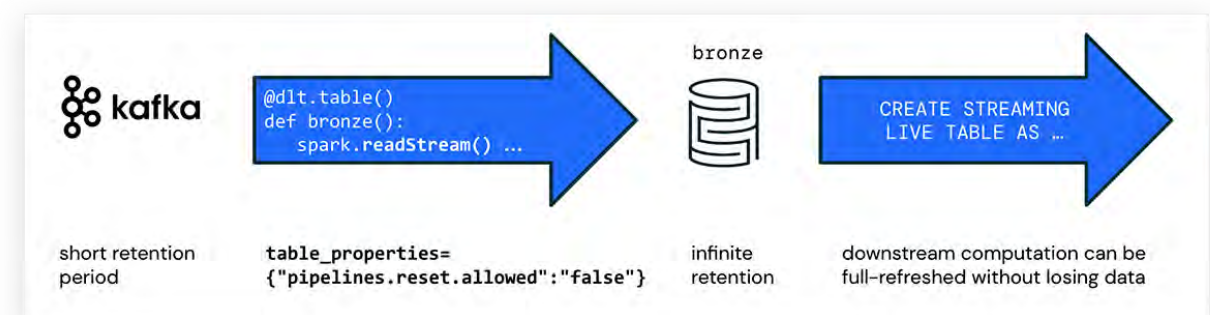 bronze
kafka
@dlt.table()
def bronze():
spark.readStream() ...
CREATE STREAMING
LIVE TABLE AS …
short retention
period
table_properties=
{"pipelines.reset.allowed":"false"}
infinite
retention
downstream computation can be
full-refreshed without losing data